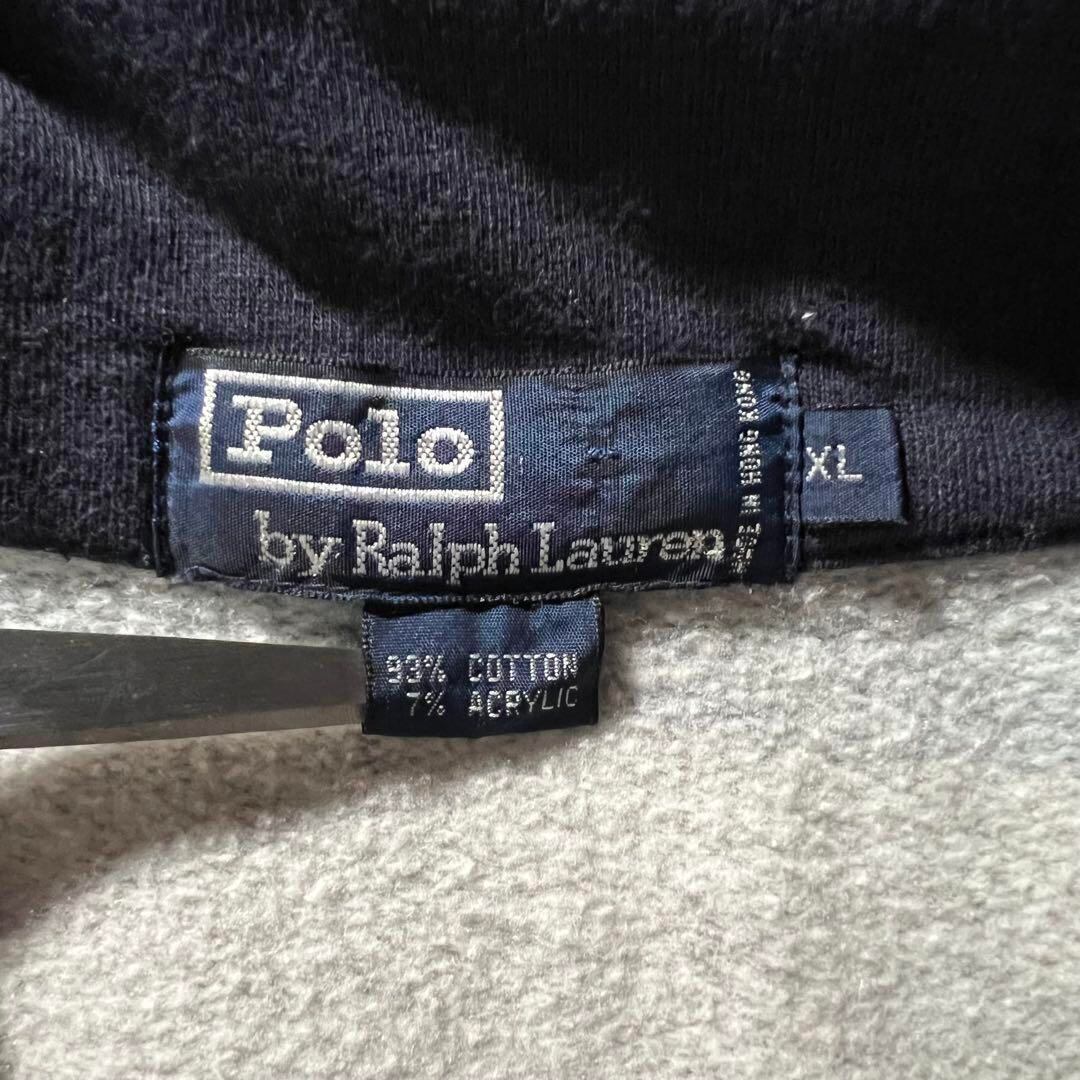 Polo
by Ralph Lauren
MADE IN HONG KONG
XL
93% COTTON
7% ACRYLIC